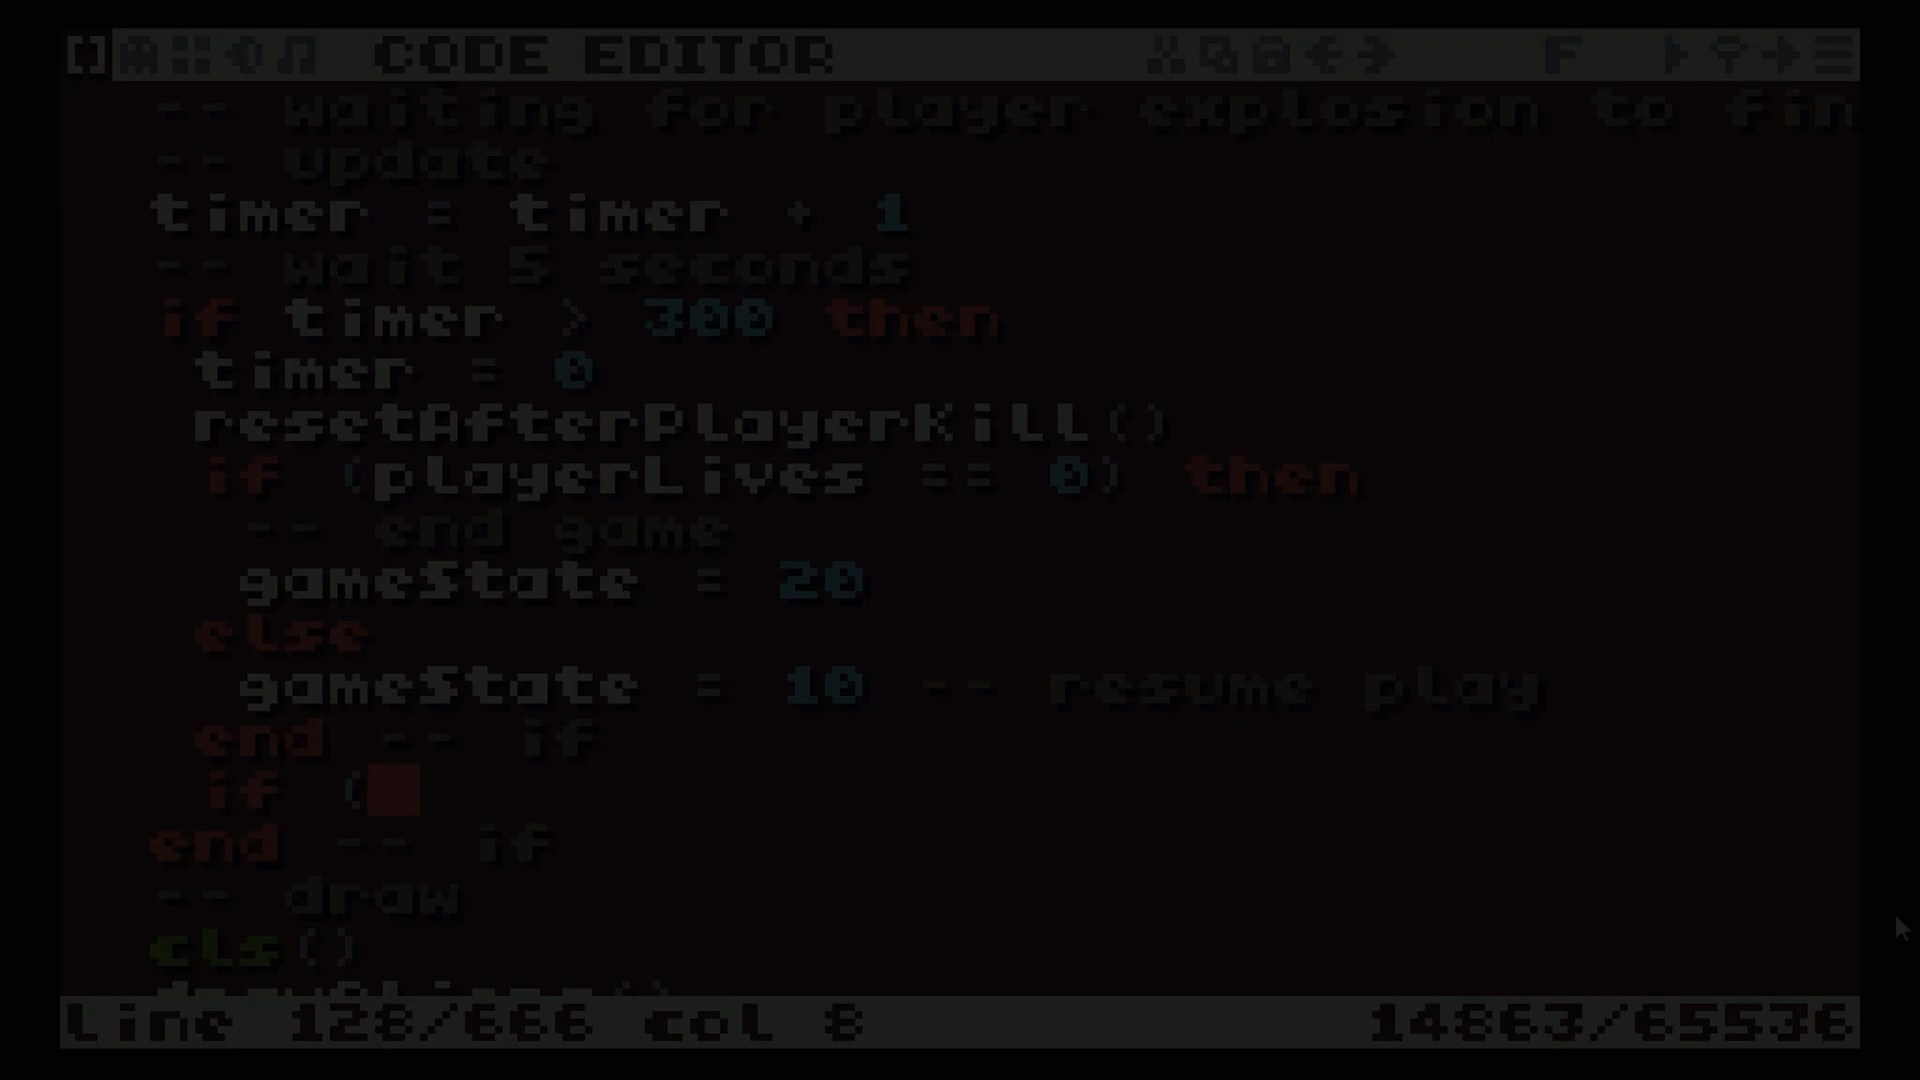 CODE EDITOR F
-- waiting for player explosion to fin
-- update
timer = timer + 1
-- wait 5 seconds
if timer > 300 then
timer = 0
resetAfterPlayerKill()
if (playerLives == 0) then
-- end game
gameState = 20
else
gameState = 10 -- resume play
end -- if
if (
end -- if
-- draw
cls()
line 128/666 col 8 14863/65536